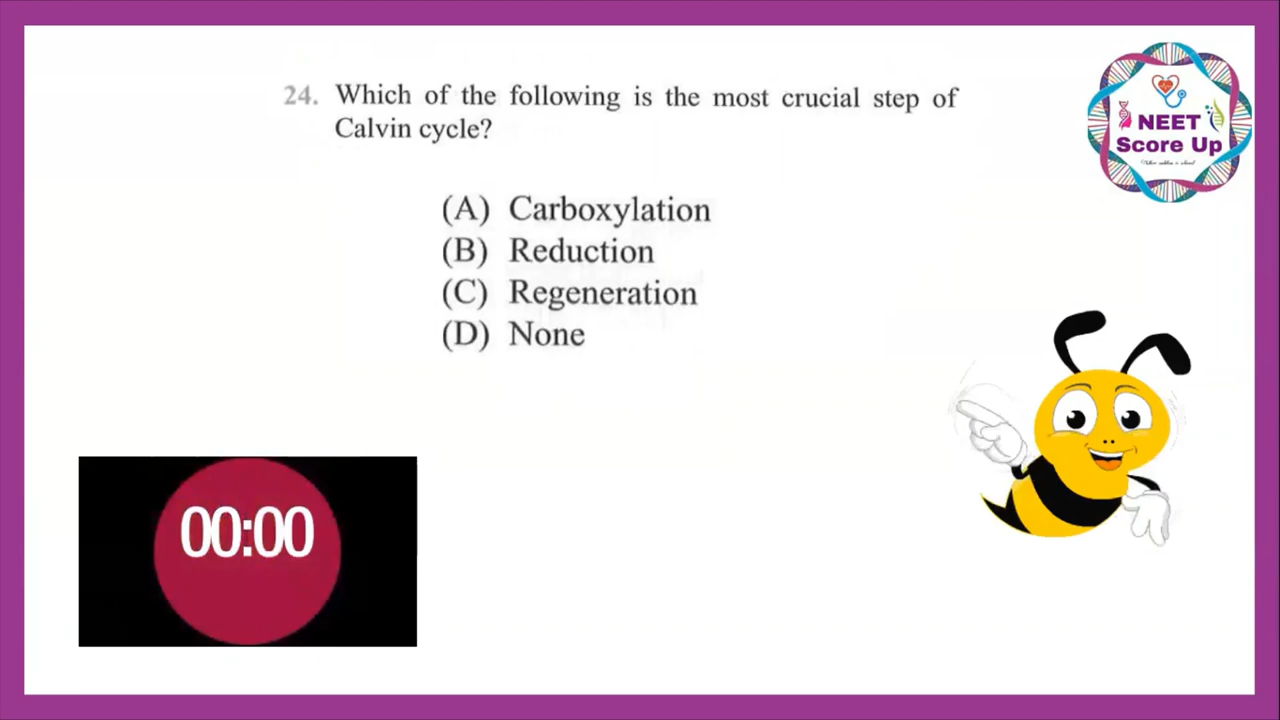 24. Which of the following is the most crucial step of
Calvin cycle?
(A) Carboxylation
(B) Reduction
(C) Regeneration
(D) None
NEET
Score Up
00:00